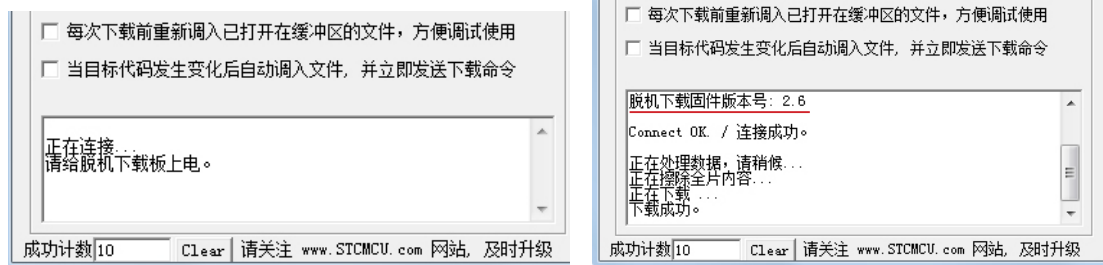 每次下载前重新调入已打开在缓冲区的文件，方便调试使用
当目标代码发生变化后自动调入文件, 并立即发送下载命令
正在连接...
请给脱机下载板上电。
成功计数 10 Clear 请关注 www.STCMCU.com 网站, 及时升级
每次下载前重新调入已打开在缓冲区的文件，方便调试使用
当目标代码发生变化后自动调入文件, 并立即发送下载命令
脱机下载固件版本号: 2.6
Connect OK. / 连接成功。
正在处理数据，请稍候...
正在擦除全片内容...
正在下载 ...
下载成功。
成功计数 10 Clear 请关注 www.STCMCU.com 网站, 及时升级